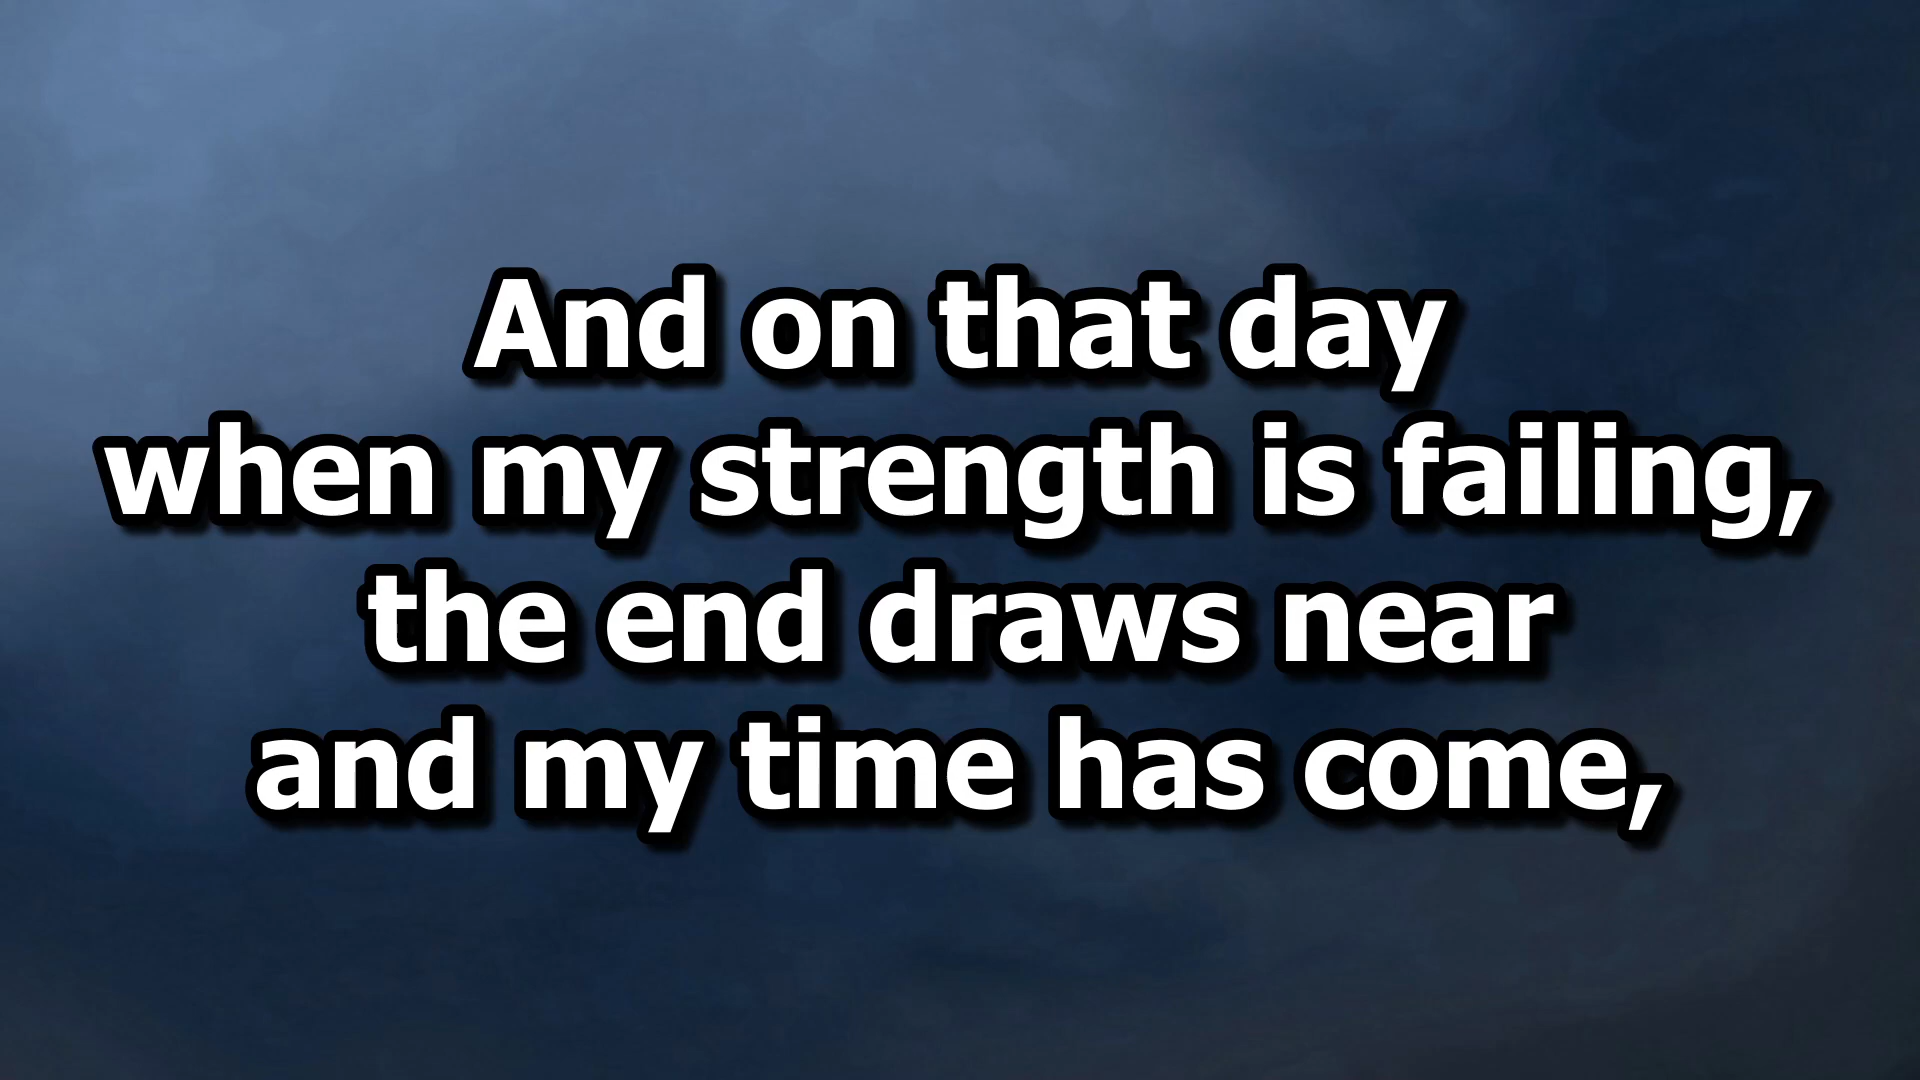 And on that day
when my strength is failing,
the end draws near
and my time has come,